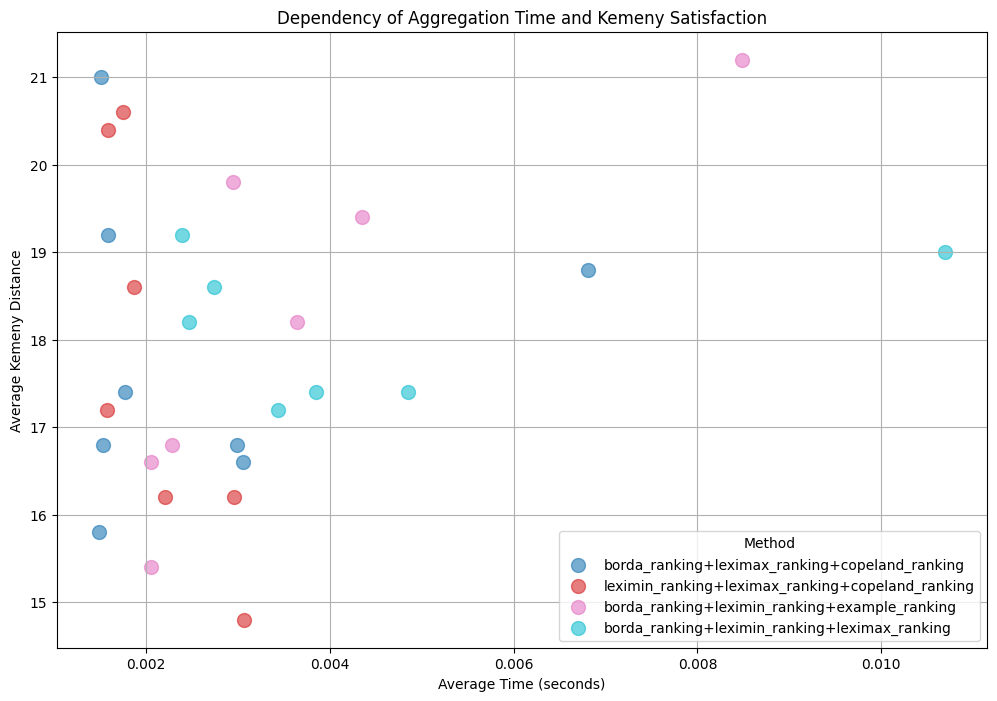 Dependency of Aggregation Time and Kemeny Satisfaction
21
20
19
18
17
16
15
Average Kemeny Distance
0.002
0.004
0.006
0.008
0.010
Average Time (seconds)
Method
borda_ranking+leximax_ranking+copeland_ranking
leximin_ranking+leximax_ranking+copeland_ranking
borda_ranking+leximin_ranking+example_ranking
borda_ranking+leximin_ranking+leximax_ranking